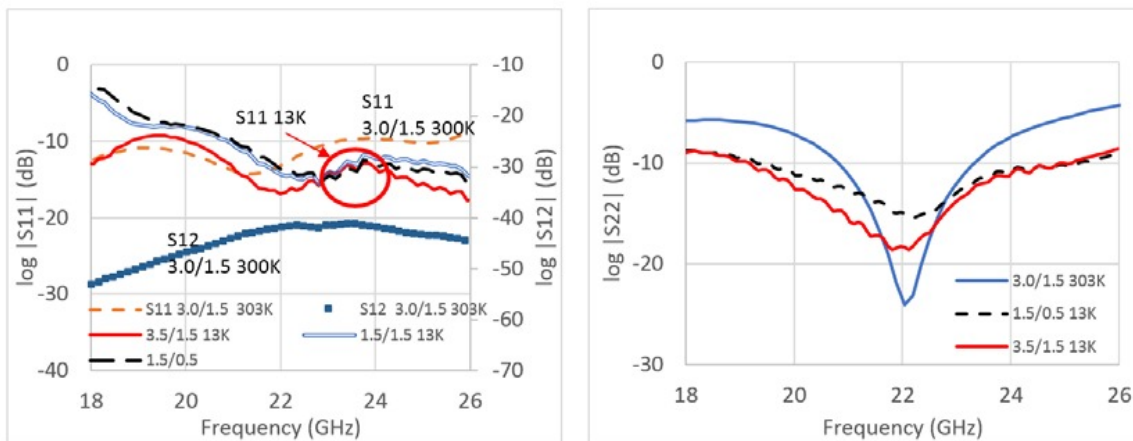 0
-10
-20
-30
-40
-10
-20
-30
-40
-50
-60
-70
18 20 22 24 26
Frequency (GHz)
log |S11| (dB)
log |S12| (dB)
S11 13K
S11
3.0/1.5 300K
S12
3.0/1.5 300K
S11 3.0/1.5 303K
S12 3.0/1.5 303K
3.5/1.5 13K
1.5/1.5 13K
1.5/0.5
0
-10
-20
-30
18 20 22 24 26
Frequency (GHz)
log |S22| (dB)
3.0/1.5 303K
1.5/0.5 13K
3.5/1.5 13K